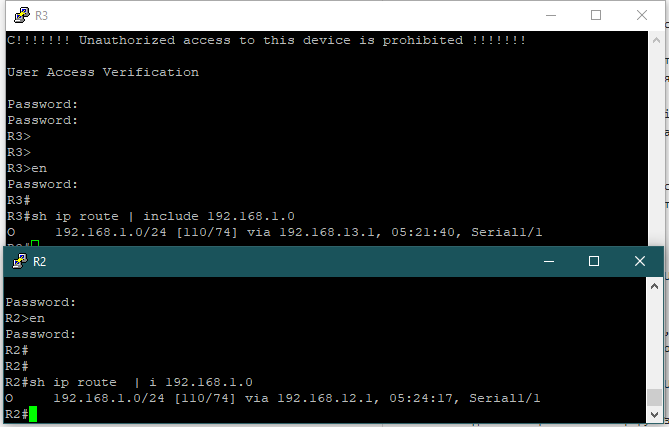 R3
C!!!!!!! Unauthorized access to this device is prohibited !!!!!!!
User Access Verification
Password:
Password:
R3>
R3>
R3>en
Password:
R3#
R3#sh ip route | include 192.168.1.0
O     192.168.1.0/24 [110/74] via 192.168.13.1, 05:21:40, Serial1/1
R2
Password:
R2>en
Password:
R2#
R2#
R2#sh ip route  | i 192.168.1.0
O     192.168.1.0/24 [110/74] via 192.168.12.1, 05:24:17, Serial1/1
R2#